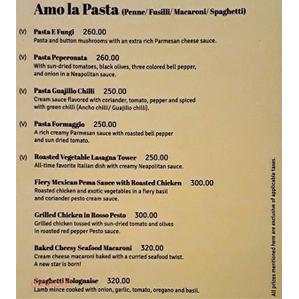 Amo la Pasta (Penne/ Fusilli/ Macaroni/ Spaghetti)
(V) Pasta E Fungi 260.00
Pasta and button mushrooms with an extra rich Parmesan cheese sauce.
(V) Pasta Peperonata 260.00
With sun-dried tomatoes, black olives, three colored bell pepper,
and onion in a Neapolitan sauce.
(V) Pasta Guajillo Chilli 250.00
Cream sauce flavored with coriander, tomato, pepper and spiced
with green chilli (Ancho chilli/ Guajillo chilli).
(V) Pasta Formaggio 250.00
A rich creamy Parmesan sauce with roasted bell pepper
and sun dried tomato.
(V) Roasted Vegetable Lasagna Tower 250.00
All-time favorite Italian dish with creamy Neapolitan sauce.
Fiery Mexican Pema Sauce with Roasted Chicken 300.00
Roasted chicken and exotic vegetables in a fiery basil
and coriander pesto cream sauce.
Grilled Chicken in Rosso Pesto 300.00
Grilled chicken tossed with sun-dried tomato and olives
in roasted red pepper Pesto sauce.
Baked Cheesy Seafood Macaroni 320.00
Cream cheese macaroni baked with a curried seafood twist.
A new star is born!
Spaghetti Bolognaise 320.00
Lamb mince cooked with onion, garlic, tomato, oregano and basil.
All prices mentioned here are exclusive of applicable taxes.